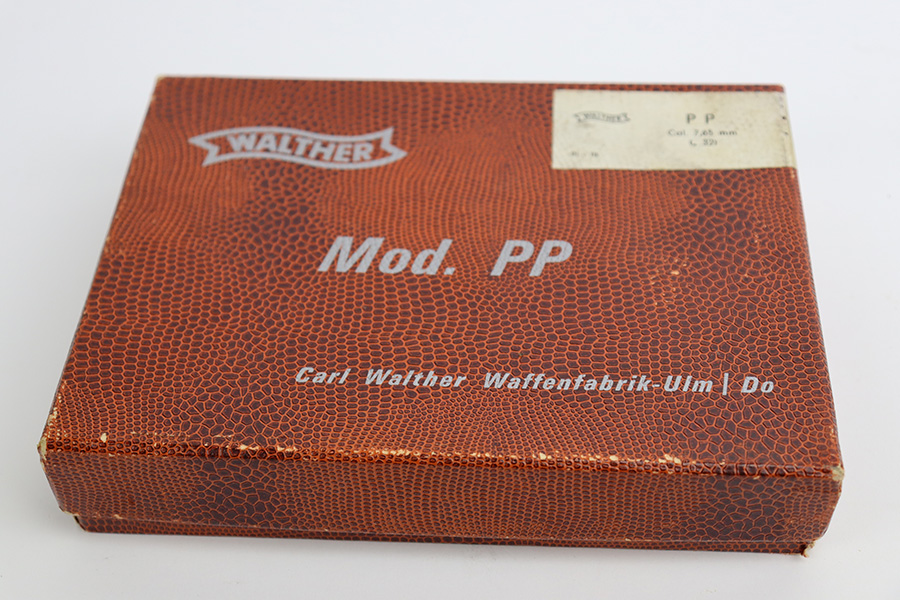 WALTHER
WALTHER
PP
Cal. 7,65 mm
Mod. PP
Carl Walther Waffenfabrik-Ulm | Do